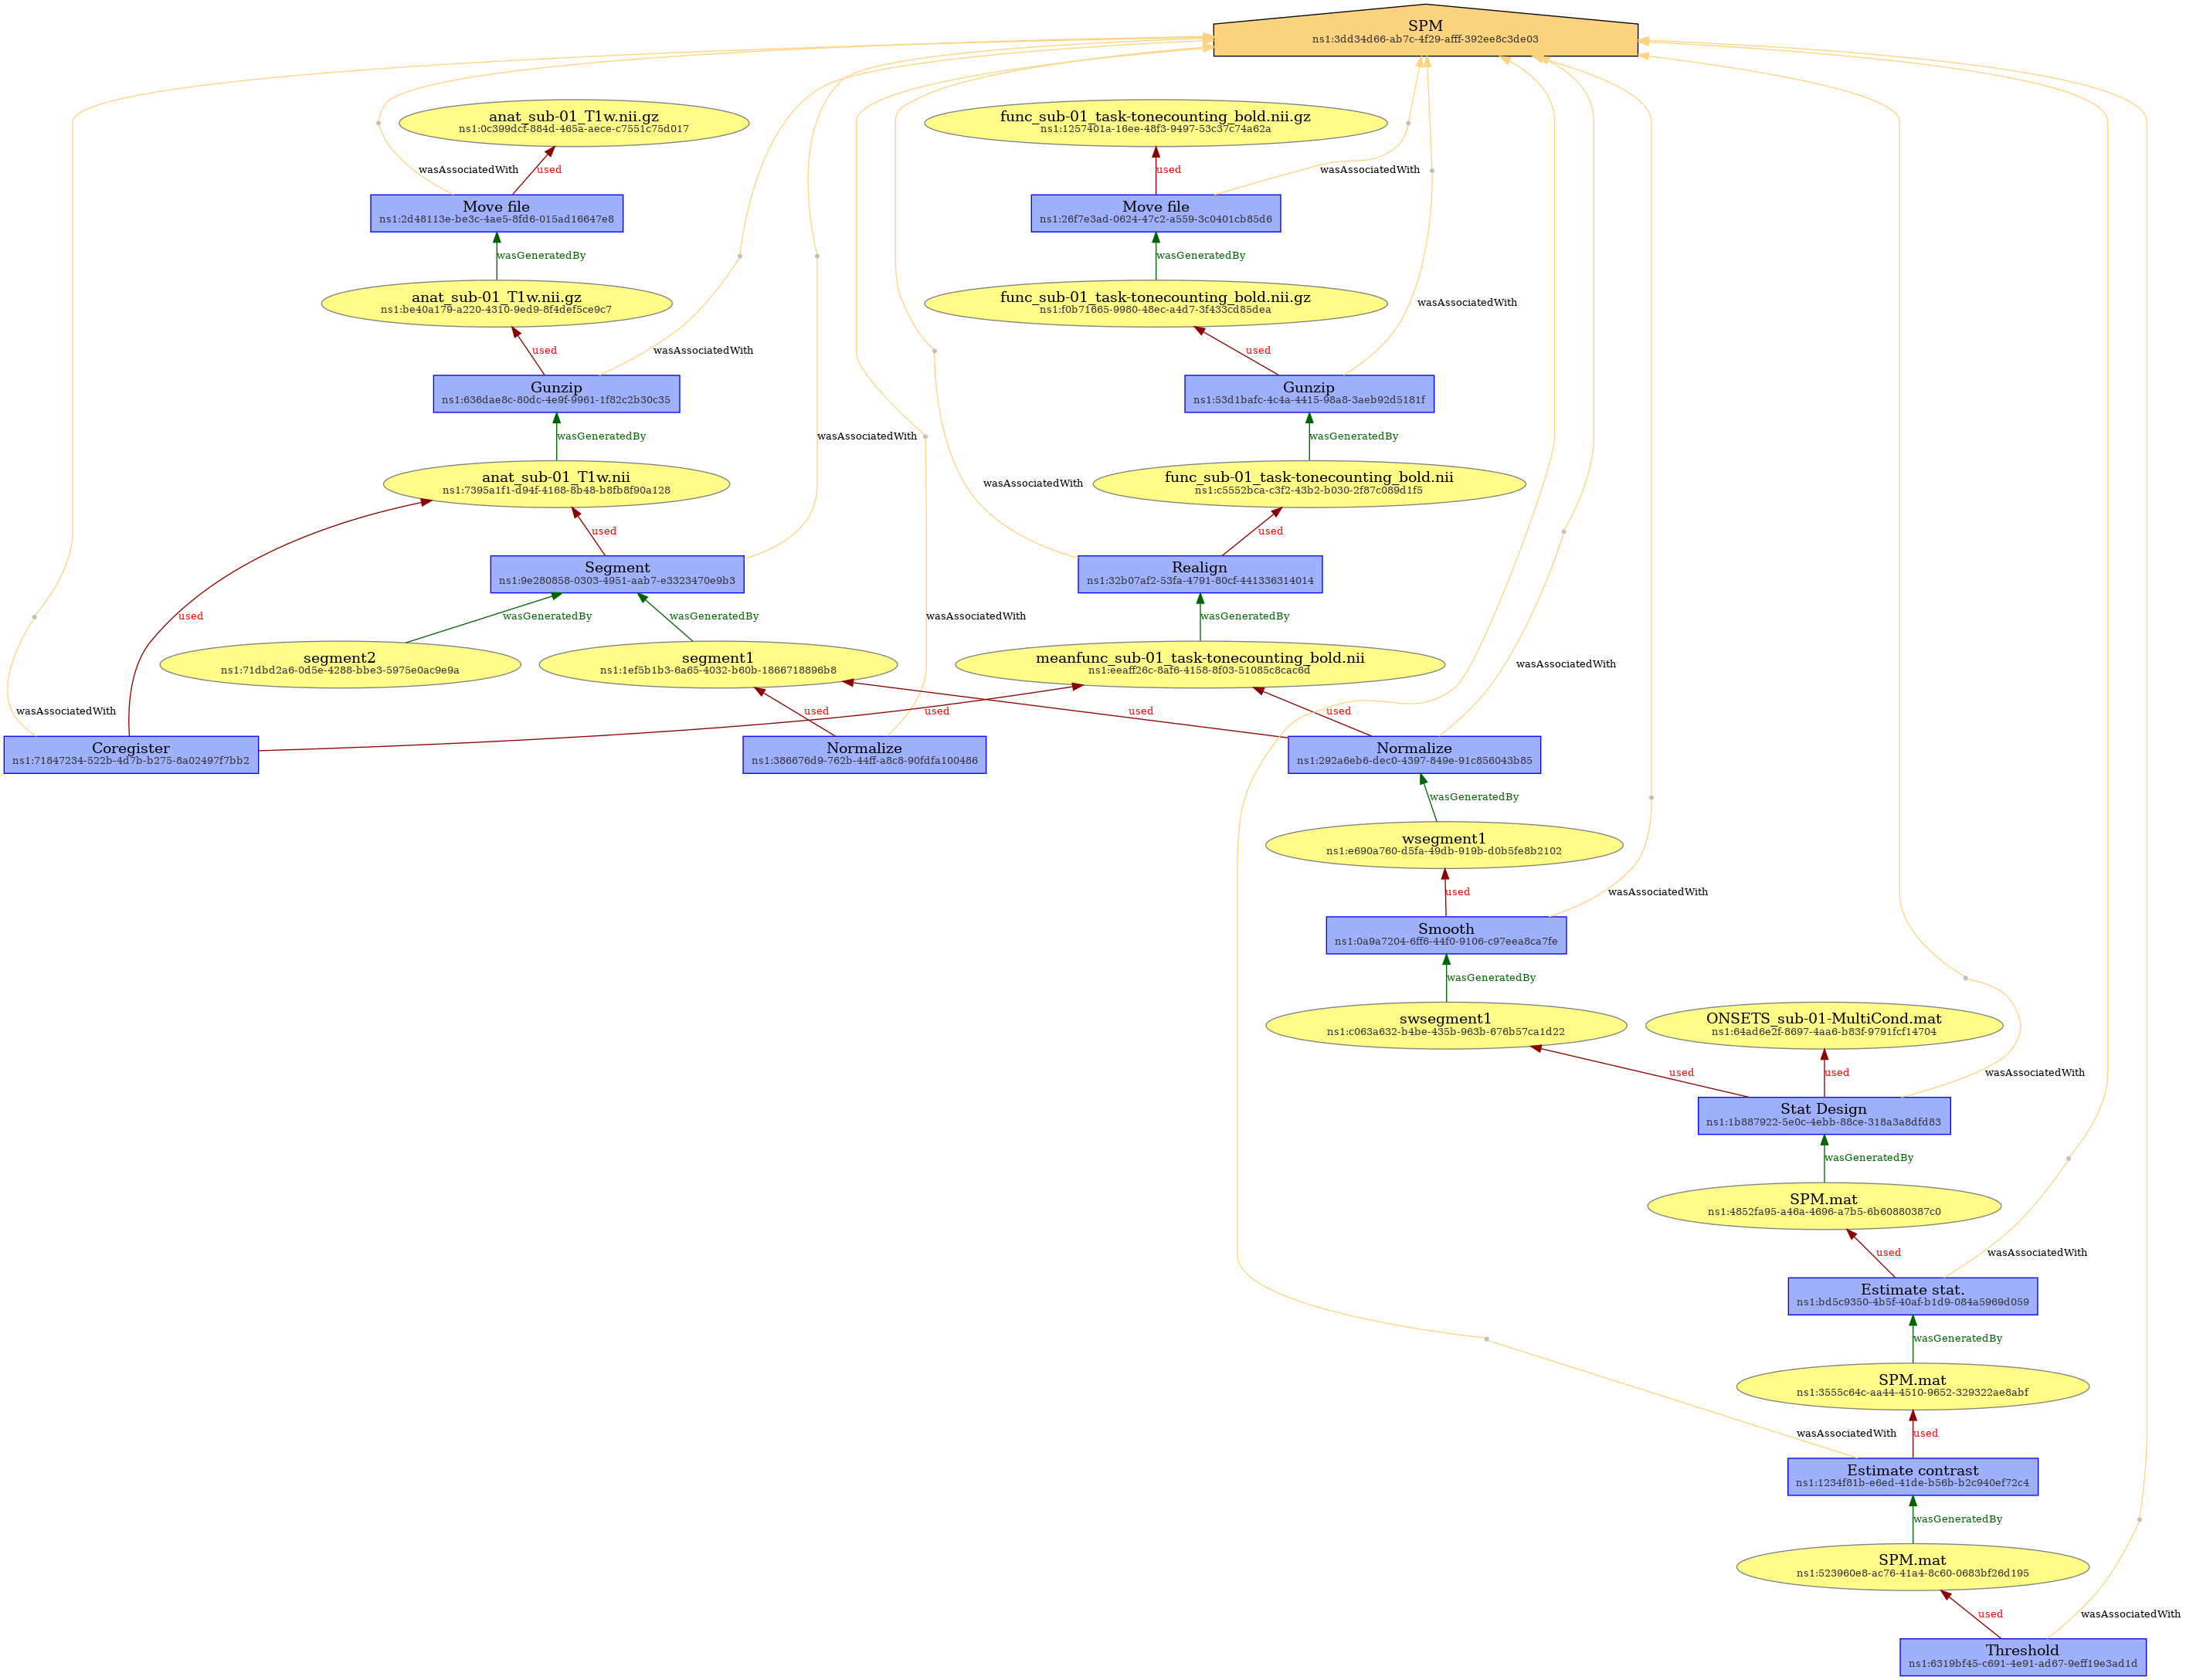 SPM
ns1:3dd34d66-ab7c-4f29-afff-392ee8c3de03
anat_sub-01_T1w.nii.gz
ns1:0c399dcf-884d-465a-aece-c7551c75d017
func_sub-01_task-tonecounting_bold.nii.gz
ns1:1257401a-16ee-48f3-9497-53c37c74a62a
wasAssociatedWith
used
used
wasAssociatedWith
Move file
ns1:2d48113e-be3c-4ae5-8fd6-015ad16647e8
Move file
ns1:26f7e3ad-0624-47c2-a559-3c0401cb85d6
wasGeneratedBy
wasGeneratedBy
anat_sub-01_T1w.nii.gz
ns1:be40a179-a220-4310-9ed9-8f4def5ce9c7
func_sub-01_task-tonecounting_bold.nii.gz
ns1:f0b71665-9980-48ec-a4d7-3f433cd85dea
wasAssociatedWith
used
wasAssociatedWith
used
Gunzip
ns1:636dae8c-80dc-4e9f-9961-1f82c2b30c35
Gunzip
ns1:53d1bafc-4c4a-4415-98a8-3aeb92d5181f
wasGeneratedBy
wasAssociatedWith
wasGeneratedBy
anat_sub-01_T1w.nii
ns1:7395a1f1-d94f-4168-8b48-b8fb8f90a128
wasAssociatedWith
func_sub-01_task-tonecounting_bold.nii
ns1:c5552bca-c3f2-43b2-b030-2f87c089d1f5
used
used
Segment
ns1:9e280858-0303-4951-aab7-e3323470e9b3
Realign
ns1:32b07af2-53fa-4791-80cf-441336314014
used
wasGeneratedBy
wasGeneratedBy
wasAssociatedWith
wasGeneratedBy
segment2
ns1:71dbd2a6-0d5e-4288-bbe3-5975e0ac9e9a
segment1
ns1:1ef5b1b3-6a65-4032-b60b-1866718896b8
meanfunc_sub-01_task-tonecounting_bold.nii
ns1:eeaff26c-8af6-4158-8f03-51085c8cac6d
wasAssociatedWith
wasAssociatedWith
used
used
used
used
Coregister
ns1:71847234-522b-4d7b-b275-8a02497f7bb2
Normalize
ns1:386676d9-762b-44ff-a8c8-90fdfa100486
Normalize
ns1:292a6eb6-dec0-4397-849e-91c856043b85
wasGeneratedBy
wsegment1
ns1:e690a760-d5fa-49db-919b-d0b5fe8b2102
used
wasAssociatedWith
Smooth
ns1:0a9a7204-6ff6-44f0-9106-c97eea8ca7fe
wasGeneratedBy
swsegment1
ns1:c063a632-b4be-435b-963b-676b57ca1d22
ONSETS_sub-01-MultiCond.mat
ns1:64ad6e2f-8697-4aa6-b83f-9791fcf14704
used
used
wasAssociatedWith
Stat Design
ns1:1b887922-5e0c-4ebb-88ce-318a3a8dfd83
wasGeneratedBy
SPM.mat
ns1:4852fa95-a46a-4696-a7b5-6b60880387c0
used
wasAssociatedWith
Estimate stat.
ns1:bd5c9350-4b5f-40af-b1d9-084a5969d059
wasGeneratedBy
SPM.mat
ns1:3555c64c-aa44-4510-9652-329322ae8abf
wasAssociatedWith
used
Estimate contrast
ns1:1234f81b-e6ed-41de-b56b-b2c940ef72c4
wasGeneratedBy
SPM.mat
ns1:523960e8-ac76-41a4-8c60-0683bf26d195
used
wasAssociatedWith
Threshold
ns1:6319bf45-c691-4e91-ad67-9eff19e3ad1d